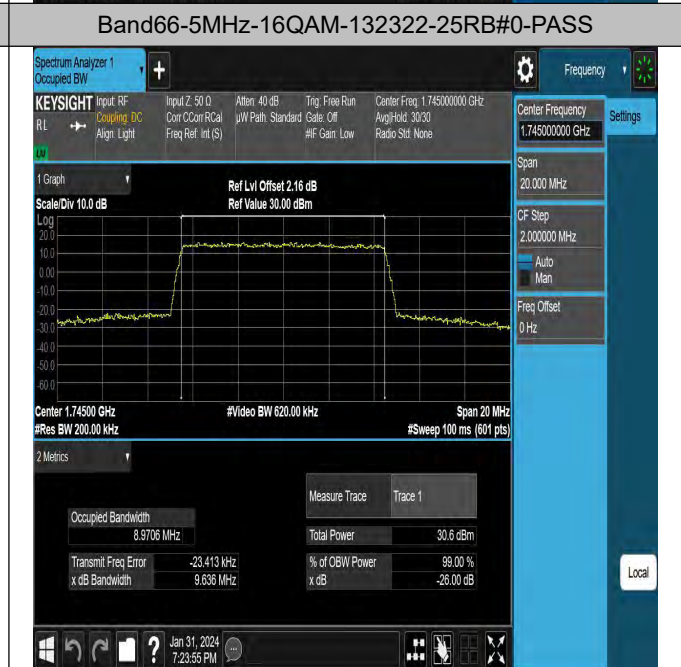 Band66-5MHz-16QAM-132322-25RB#0-PASS
Spectrum Analyzer 1
Occupied BW
+
Frequency
KEYSIGHT
RL
Input: RF
Coupling: DC
Align: Light
Input Z: 50 Ω
Corr CCorr RCal
Freq Ref: Int (S)
Atten: 40 dB
µW Path: Standard
Trig: Free Run
Gate: Off
#IF Gain: Low
Center Freq: 1.745000000 GHz
Avg|Hold: 30/30
Radio Std: None
Center Frequency
1.745000000 GHz
Settings
Span
20.000 MHz
CF Step
2.000000 MHz
Auto
Man
Freq Offset
0 Hz
1 Graph
Scale/Div 10.0 dB
Ref Lvl Offset 2.16 dB
Ref Value 30.00 dBm
Log
20.0
10.0
0.00
-10.0
-20.0
-30.0
-40.0
-50.0
-60.0
Center 1.74500 GHz
#Video BW 620.00 kHz
Span 20 MHz
#Res BW 200.00 kHz
#Sweep 100 ms (601 pts)
2 Metrics
Measure Trace
Trace 1
Occupied Bandwidth
8.9706 MHz
Total Power
30.6 dBm
Transmit Freq Error
-23.413 kHz
% of OBW Power
99.00 %
x dB Bandwidth
9.636 MHz
x dB
-26.00 dB
Local
?
Jan 31, 2024
7:23:55 PM